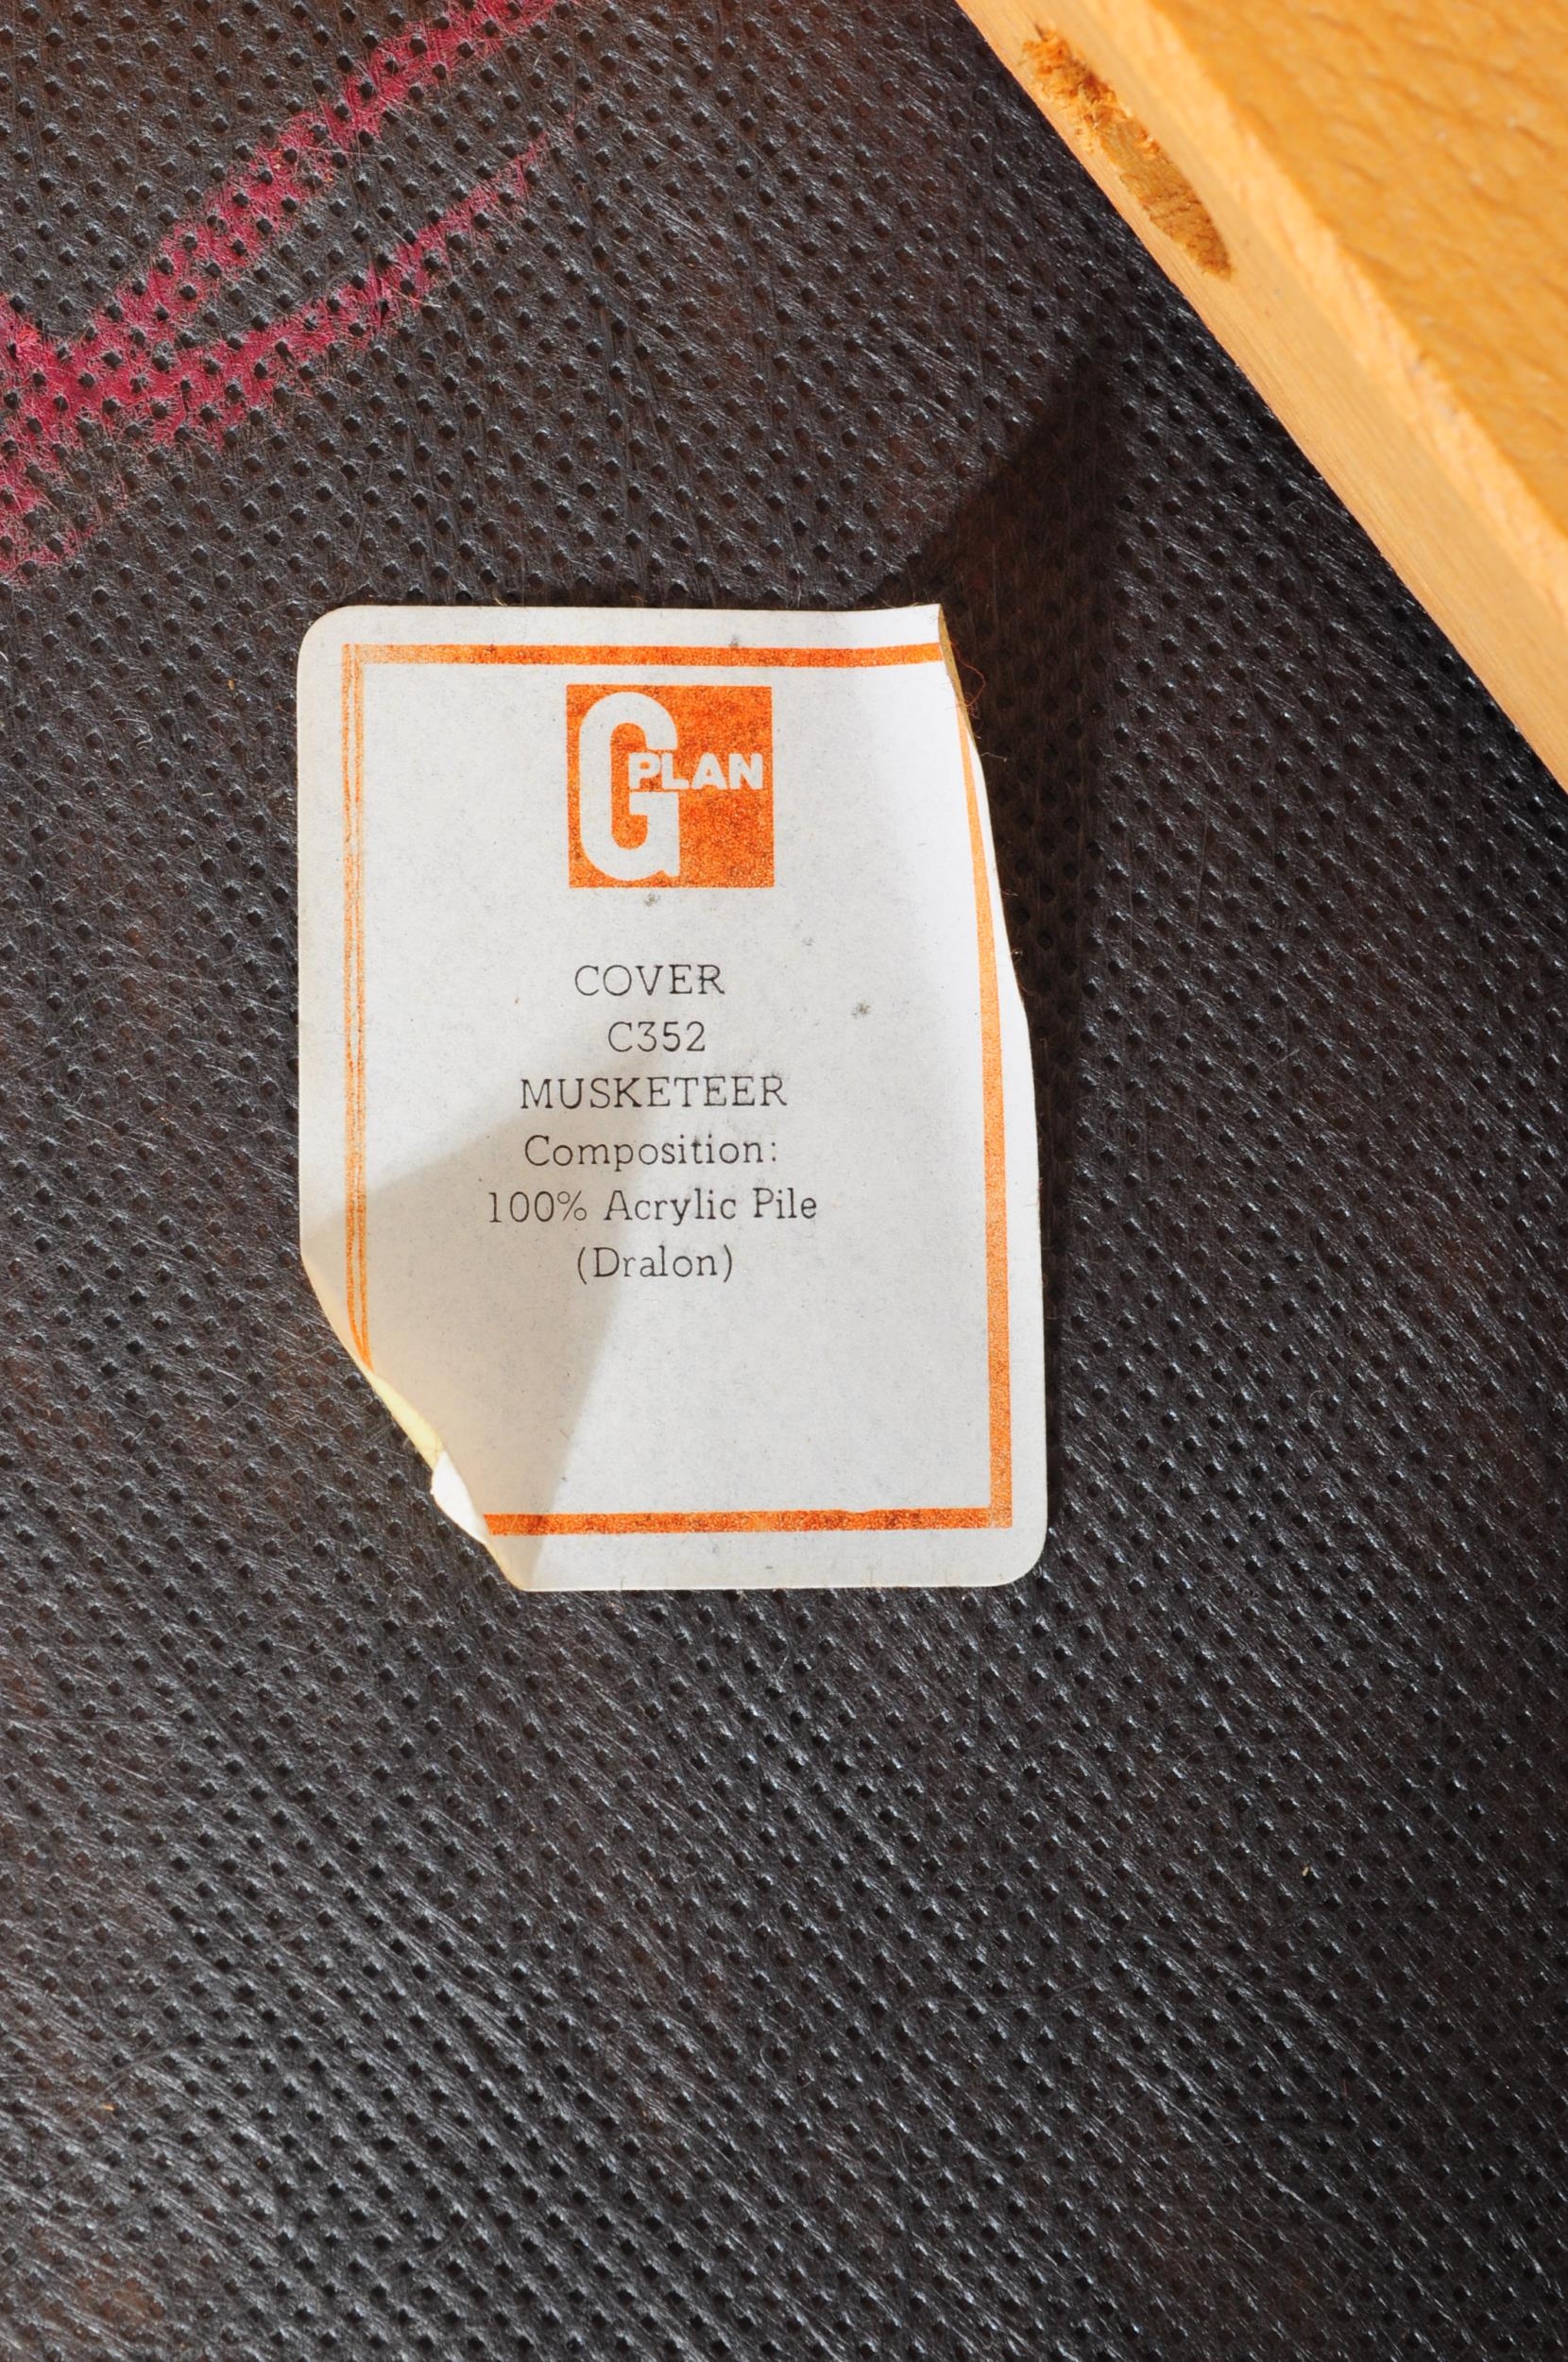 G PLAN
COVER
C352
MUSKETEER
Composition:
100% Acrylic Pile
(Dralon)